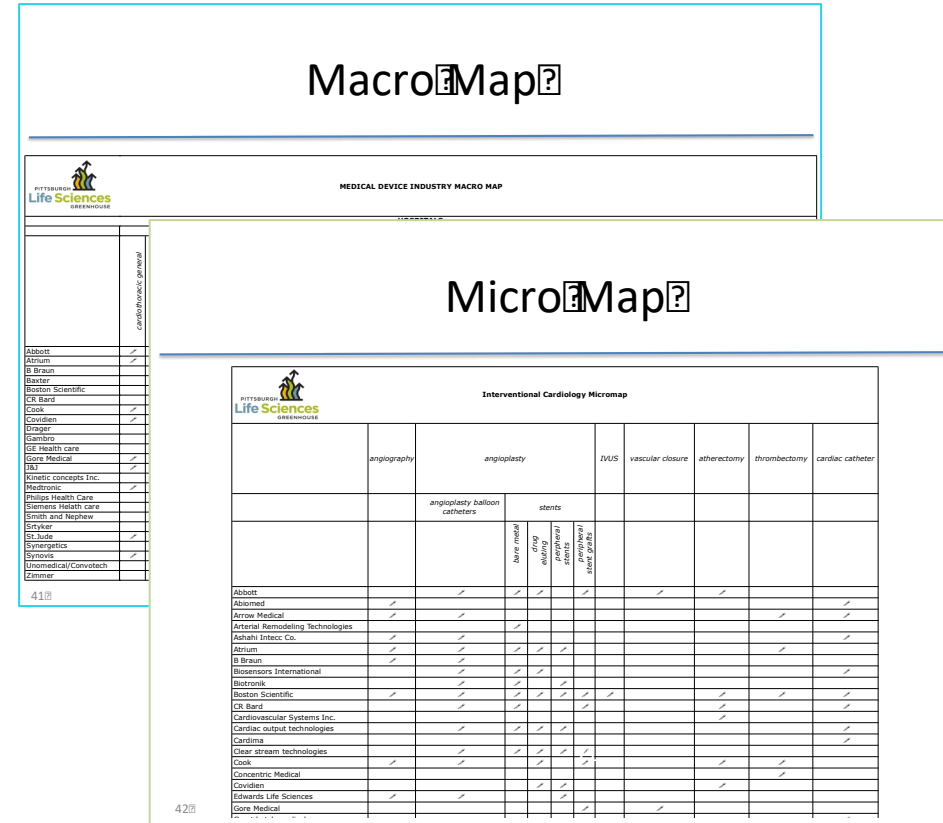 Macro Map
PITTSBURGH
Life Sciences
GREENHOUSE
MEDICAL DEVICE INDUSTRY MACRO MAP
cardiothoracic general
Abbott
Atrium
B Braun
Baxter
Boston Scientific
CR Bard
Cook
Covidien
Drager
Gambro
GE Health care
Gore Medical
J&J
Kinetic concepts Inc.
Medtronic
Philips Health Care
Siemens Helath care
Smith and Nephew
Srtyker
St.Jude
Synergetics
Synovis
Unomedical/Convotech
Zimmer
41
Micro Map
PITTSBURGH
Life Sciences
GREENHOUSE
Interventional Cardiology Micromap
angiography angioplasty IVUS vascular closure atherectomy thrombectomy cardiac catheter
angioplasty balloon catheters stents
bare metal
drug eluting
perpheral stents
peripheral stent grafts
Abbott
Abiomed
Arrow Medical
Arterial Remodeling Technologies
Ashahi Intecc Co.
Atrium
B Braun
Biosensors International
Biotronik
Boston Scientific
CR Bard
Cardiovascular Systems Inc.
Cardiac output technologies
Cardima
Clear stream technologies
Cook
Concentric Medical
Covidien
Edwards Life Sciences
Gore Medical
42